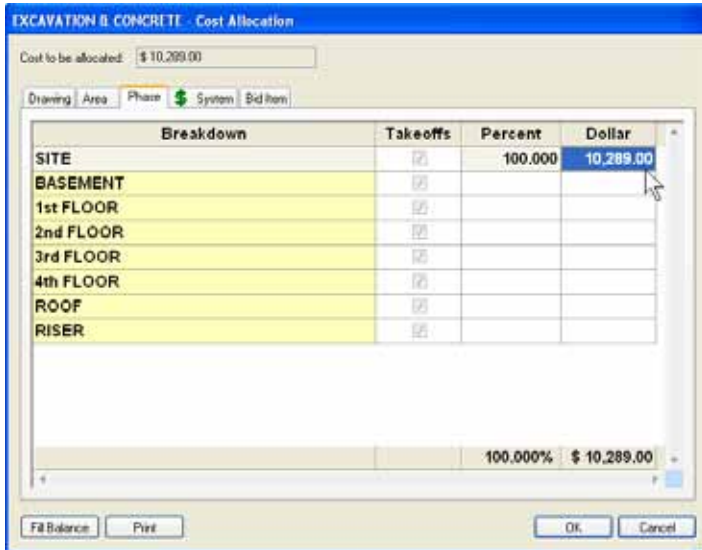 EXCAVATION & CONCRETE - Cost Allocation
Cost to be allocated: $ 10,289.00
Drawing Area Phase $ System Bid Item
Breakdown Takeoffs Percent Dollar
SITE 100.000 10,289.00
BASEMENT
1st FLOOR
2nd FLOOR
3rd FLOOR
4th FLOOR
ROOF
RISER
100.000% $ 10,289.00
Fill Balance Print OK Cancel